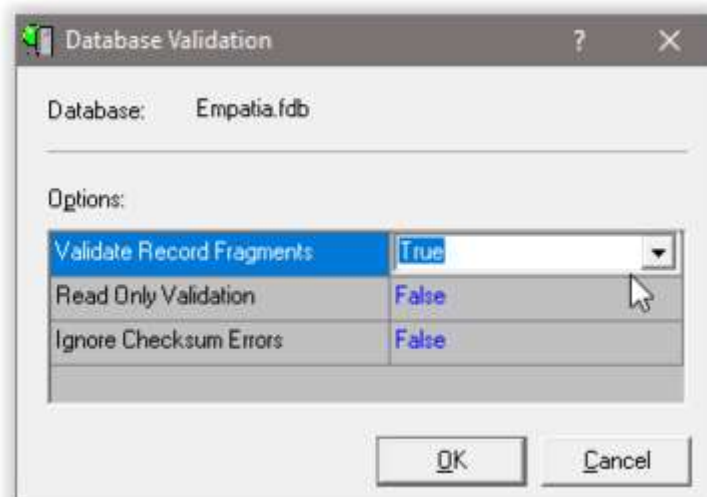 Database Validation ? ×
Database: Empatia.fdb
Options:
Validate Record Fragments True
Read Only Validation False
Ignore Checksum Errors False
OK Cancel